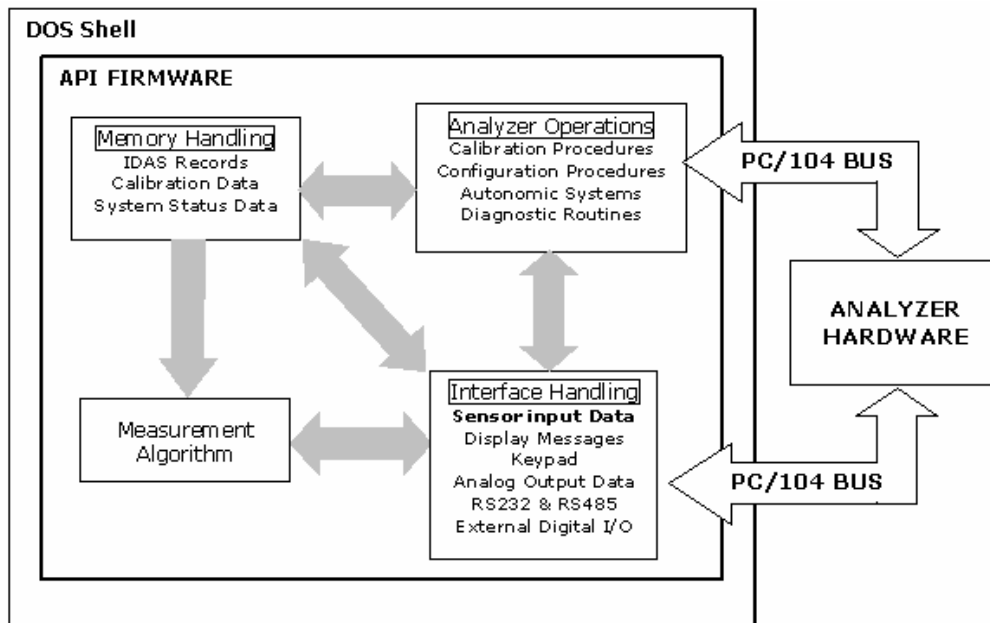 DOS Shell
API FIRMWARE
Memory Handling
IDAS Records
Calibration Data
System Status Data
Analyzer Operations
Calibration Procedures
Configuration Procedures
Autonomic Systems
Diagnostic Routines
PC/104 BUS
ANALYZER
HARDWARE
Measurement
Algorithm
Interface Handling
Sensor input Data
Display Messages
Keypad
Analog Output Data
RS232 & RS485
External Digital I/O
PC/104 BUS